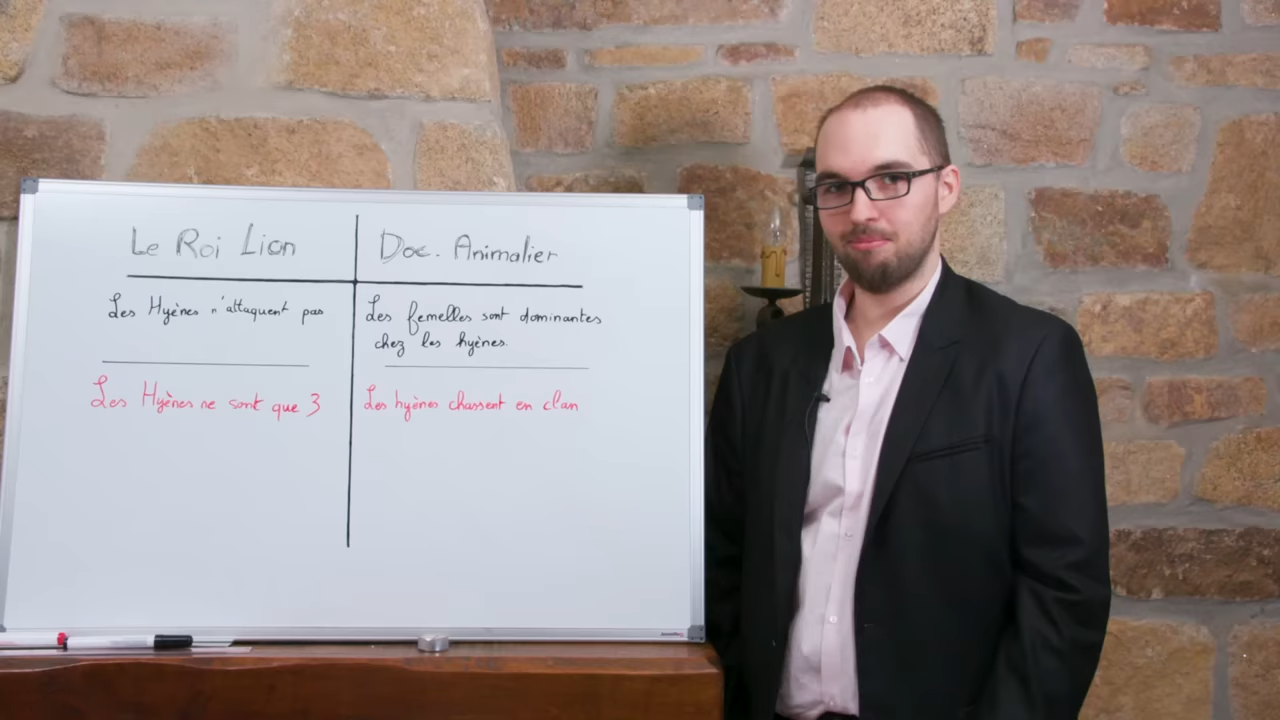 Le Roi Lion
Doc. Animalier
Les Hyènes n'attaquent pas
Les femelles sont dominantes
chez les hyènes.
Les Hyènes ne sont que 3
Les hyènes chassent en clan